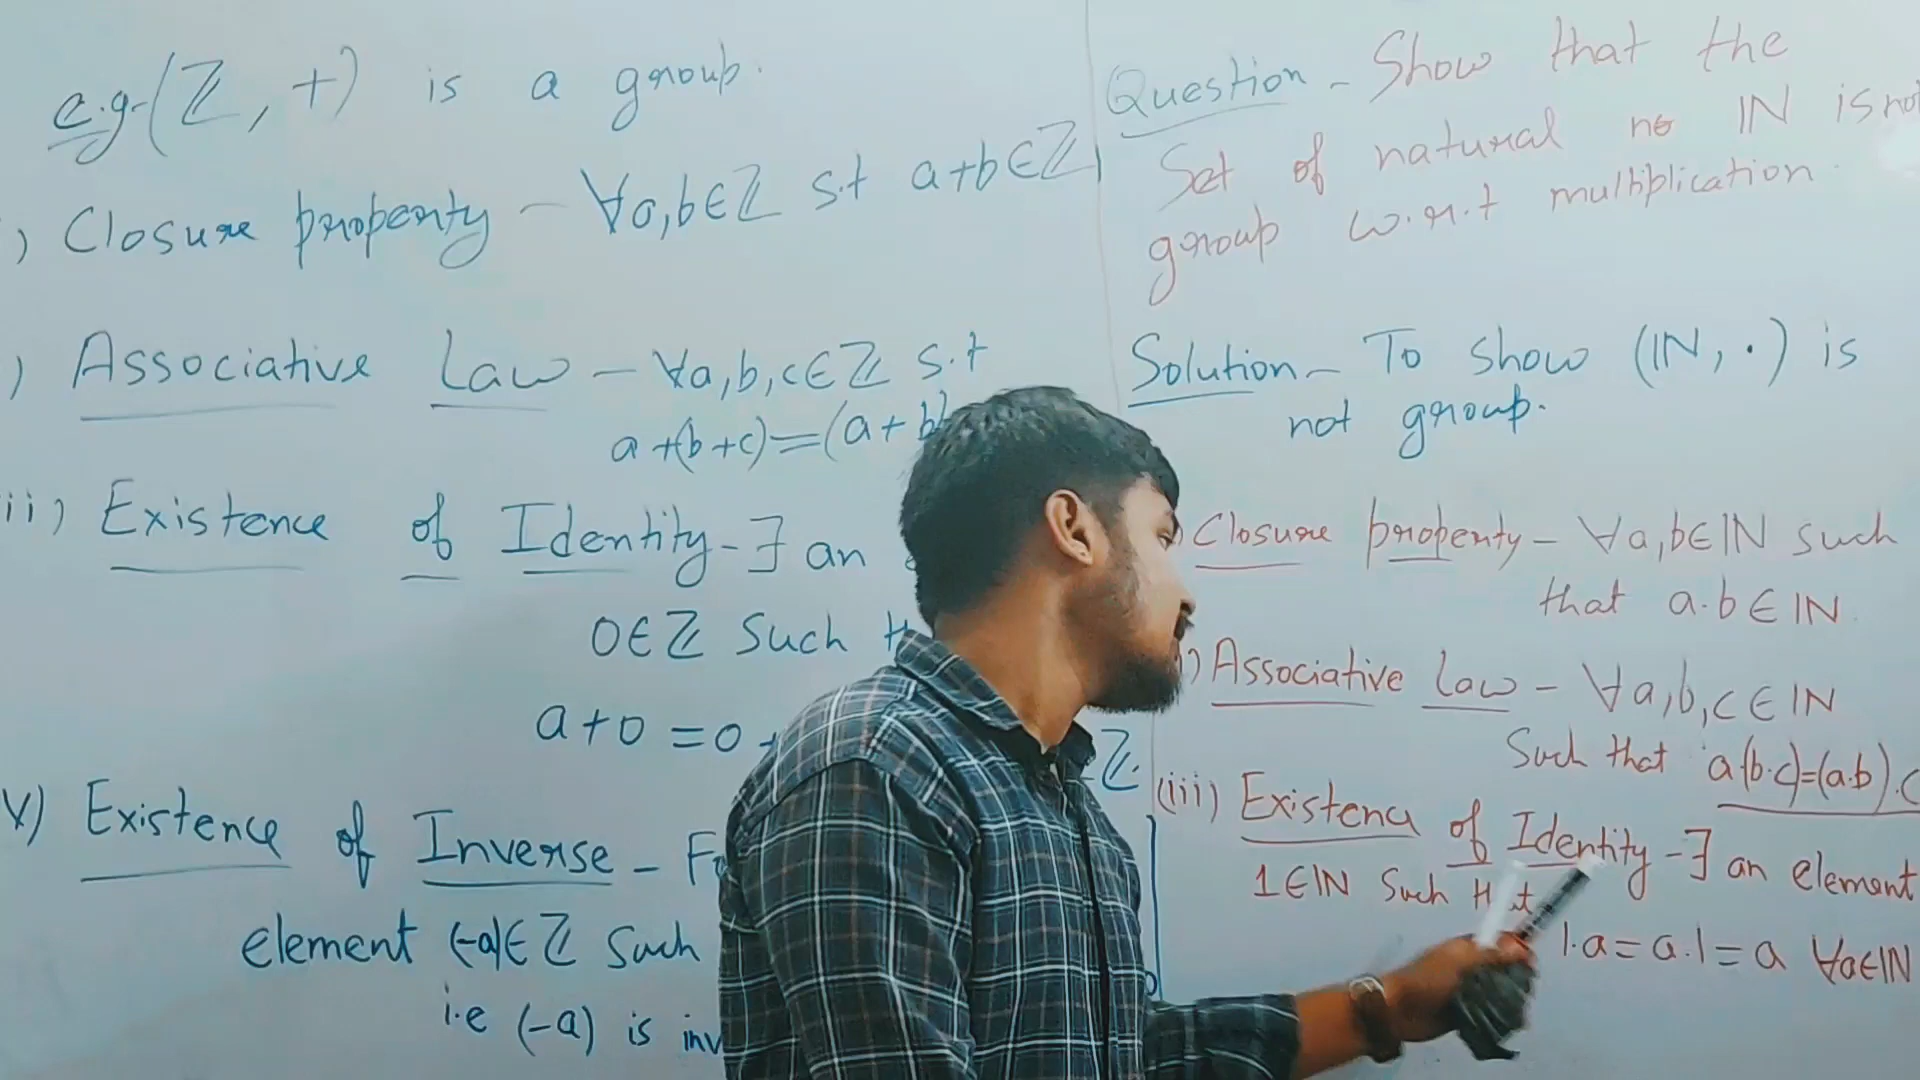 e.g. (ℤ, +) is a group.
) Closure property – ∀a,b∈ℤ s.t a+b∈ℤ
) Associative Law – ∀a,b,c∈ℤ s.t
a+(b+c)=(a+b)
ii) Existence of Identity – ∃ an
0∈ℤ Such
a+0=0+ ℤ.
v) Existence of Inverse –
element (-a)∈ℤ Such
i.e (-a) is inv
Question – Show that the
Set of natural no ℕ is not
group w.r.t multiplication.
Solution – To show (ℕ, ·) is
not group.
) Closure property – ∀a,b∈ℕ such
that a.b∈ℕ
) Associative Law – ∀a,b,c∈ℕ
Such that a(b.c)=(a.b).c
(iii) Existence of Identity – ∃ an element
1∈ℕ Such that
1.a=a.1=a ∀a∈ℕ